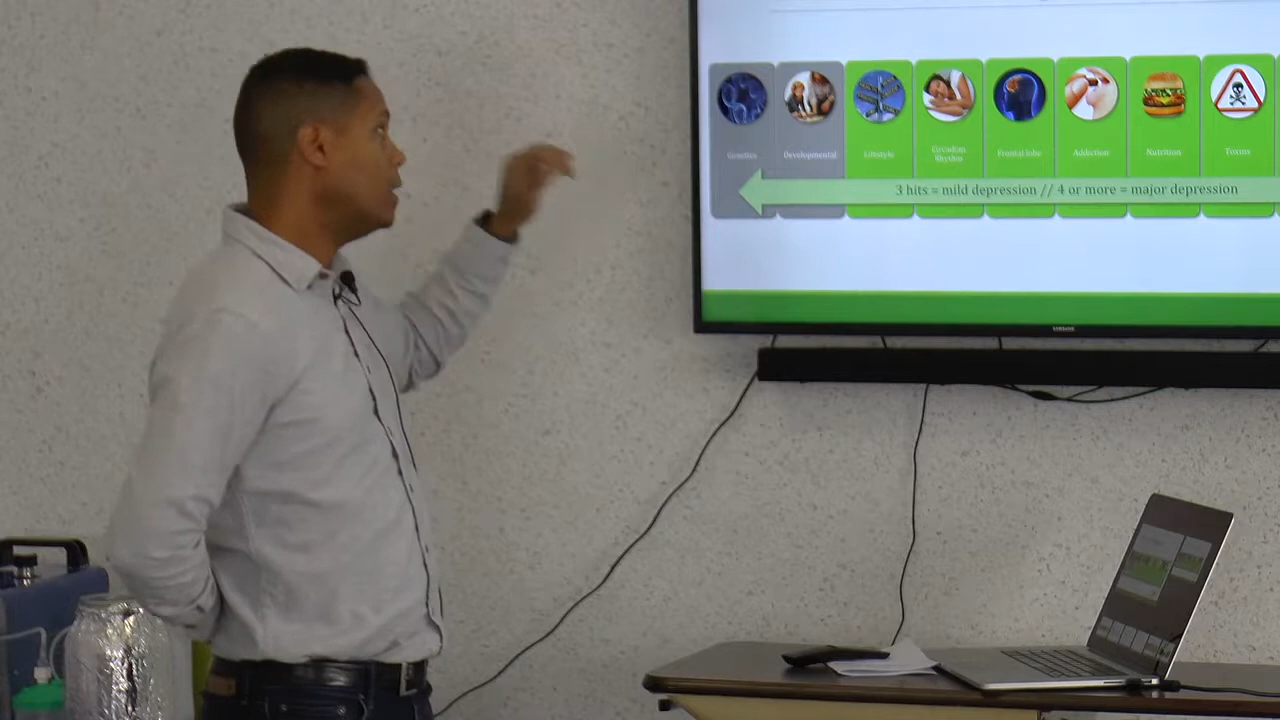 Genetics
Developmental
Lifestyle
Circadian
Rhythm
Frontal lobe
Addiction
Nutrition
Toxins
3 hits = mild depression // 4 or more = major depression
SAMSUNG